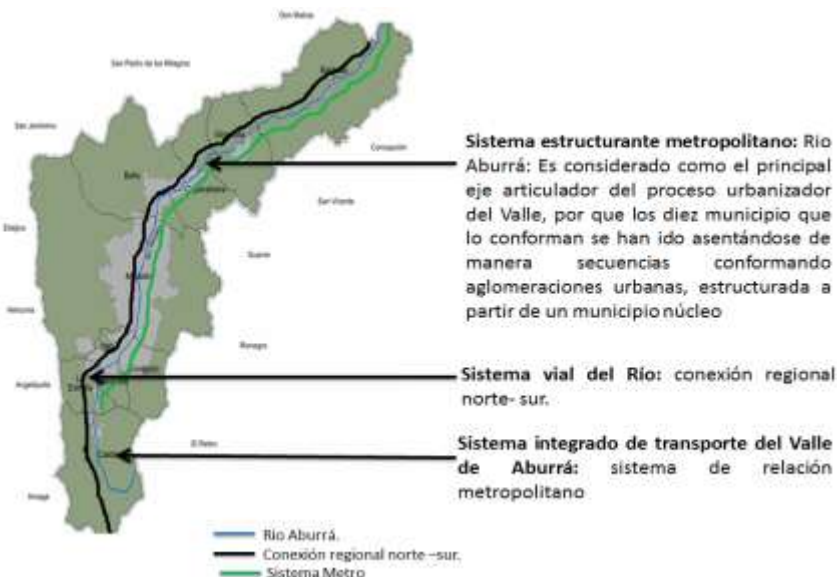 Don Matías
San Pedro de los Milagros
San Jerónimo
Concepción
Bello
San Vicente
Ebéjico
Guarne
Heliconia
Rionegro
Angelópolis
El Retiro
Amagá
Sistema estructurante metropolitano: Rio
Aburrá: Es considerado como el principal
eje articulador del proceso urbanizador
del Valle, por que los diez municipio que
lo conforman se han ido asentándose de
manera secuencias conformando
aglomeraciones urbanas, estructurada a
partir de un municipio núcleo
Sistema vial del Río: conexión regional
norte- sur.
Sistema integrado de transporte del Valle
de Aburrá: sistema de relación
metropolitano
Rio Aburrá.
Conexión regional norte –sur.
Sistema Metro